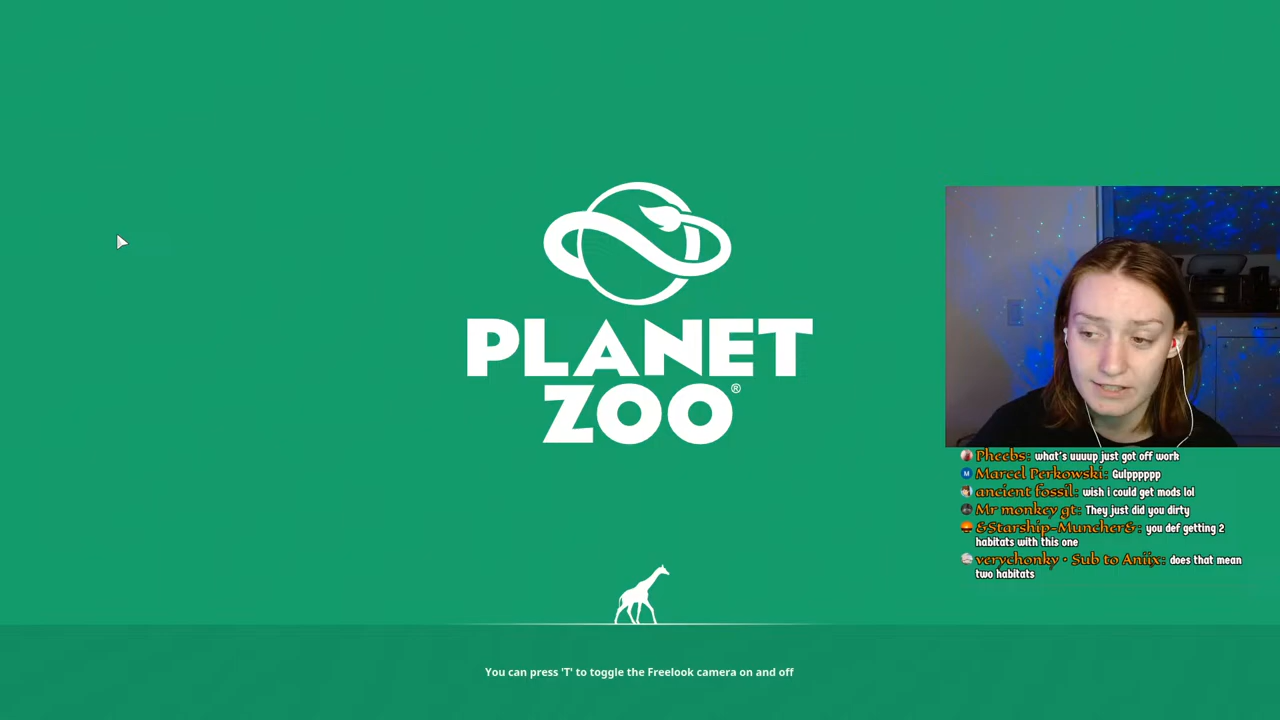 PLANET
ZOO®
Pheebs: what's uuuup just got off work
M Marcel Perkowski: Gulpppppp
ancient fossil: wish i could get mods lol
Mr monkey gt: They just did you dirty
&Starship-Muncher&: you def getting 2
habitats with this one
verychonky • Sub to Aniix: does that mean
two habitats
You can press 'T' to toggle the Freelook camera on and off